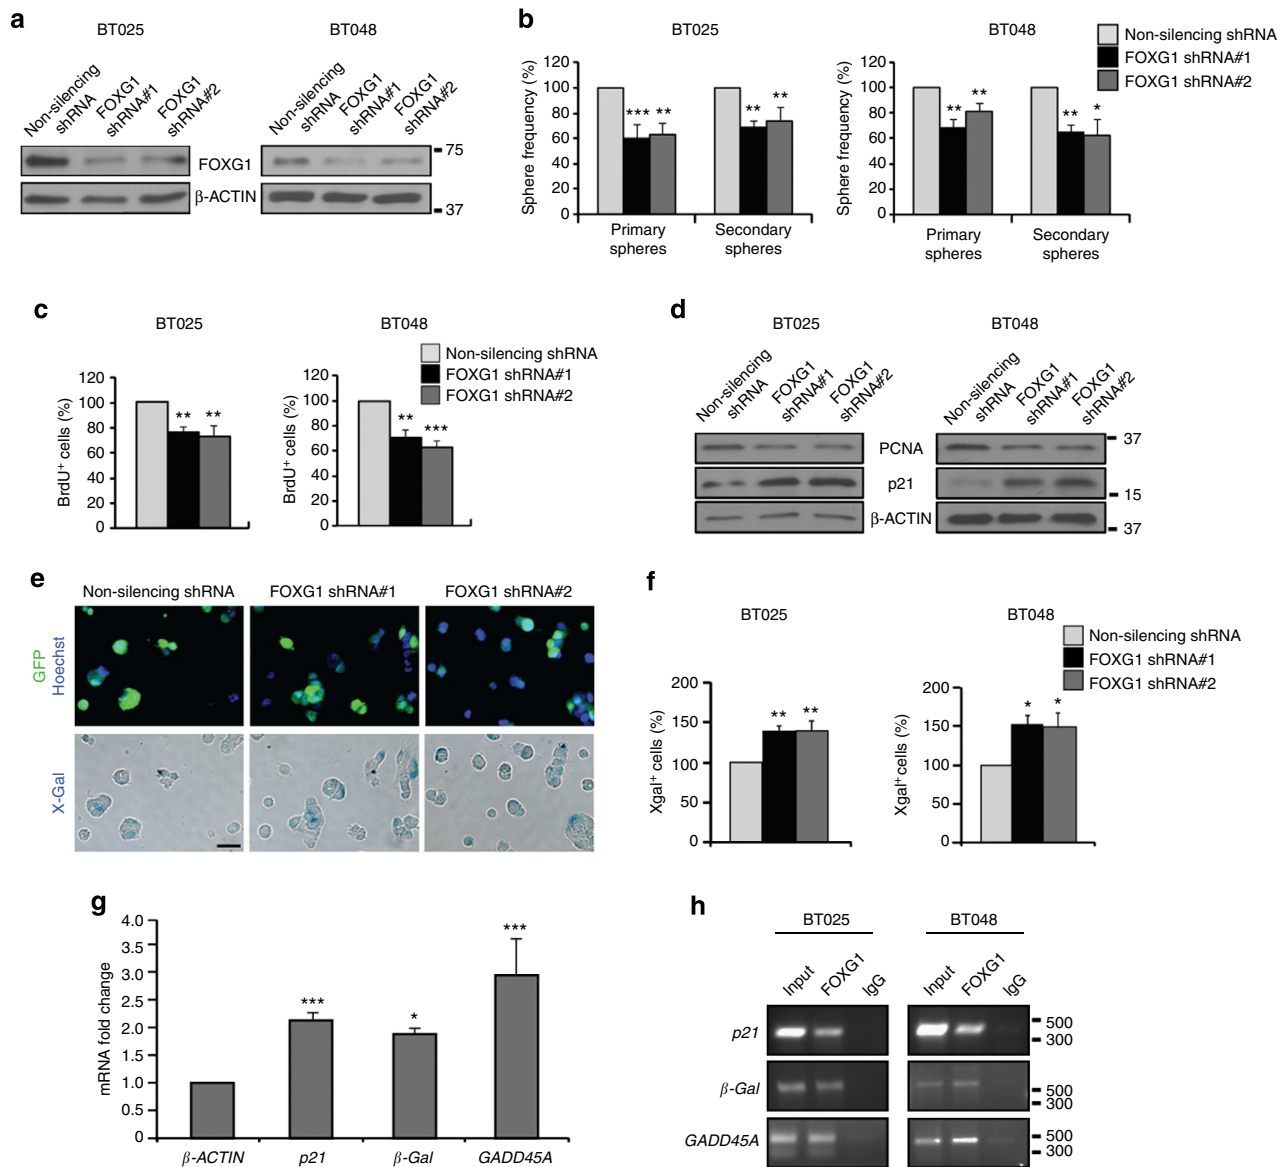 a
BT025
BT048
Non-silencing shRNA
FOXG1 shRNA#1
FOXG1 shRNA#2
Non-silencing shRNA
FOXG1 shRNA#1
FOXG1 shRNA#2
FOXG1
β-ACTIN
75
37
b
BT025
BT048
Non-silencing shRNA
FOXG1 shRNA#1
FOXG1 shRNA#2
Sphere frequency (%)
120
100
80
60
40
20
0
*** **
** **
Primary spheres
Secondary spheres
Sphere frequency (%)
120
100
80
60
40
20
0
** **
** *
Primary spheres
Secondary spheres
c
BT025
BT048
Non-silencing shRNA
FOXG1 shRNA#1
FOXG1 shRNA#2
BrdU+ cells (%)
120
100
80
60
40
20
0
** **
BrdU+ cells (%)
120
100
80
60
40
20
0
** ***
d
BT025
BT048
Non-silencing shRNA
FOXG1 shRNA#1
FOXG1 shRNA#2
Non-silencing shRNA
FOXG1 shRNA#1
FOXG1 shRNA#2
PCNA
p21
β-ACTIN
37
15
37
e
Non-silencing shRNA
FOXG1 shRNA#1
FOXG1 shRNA#2
GFP
Hoechst
X-Gal
f
BT025
BT048
Non-silencing shRNA
FOXG1 shRNA#1
FOXG1 shRNA#2
Xgal+ cells (%)
200
150
100
50
0
** **
Xgal+ cells (%)
200
150
100
50
0
* *
g
mRNA fold change
4.0
3.5
3.0
2.5
2.0
1.5
1.0
0.5
0
***
*
***
β-ACTIN
p21
β-Gal
GADD45A
h
BT025
BT048
Input
FOXG1
IgG
Input
FOXG1
IgG
p21
500
300
β-Gal
500
300
GADD45A
500
300